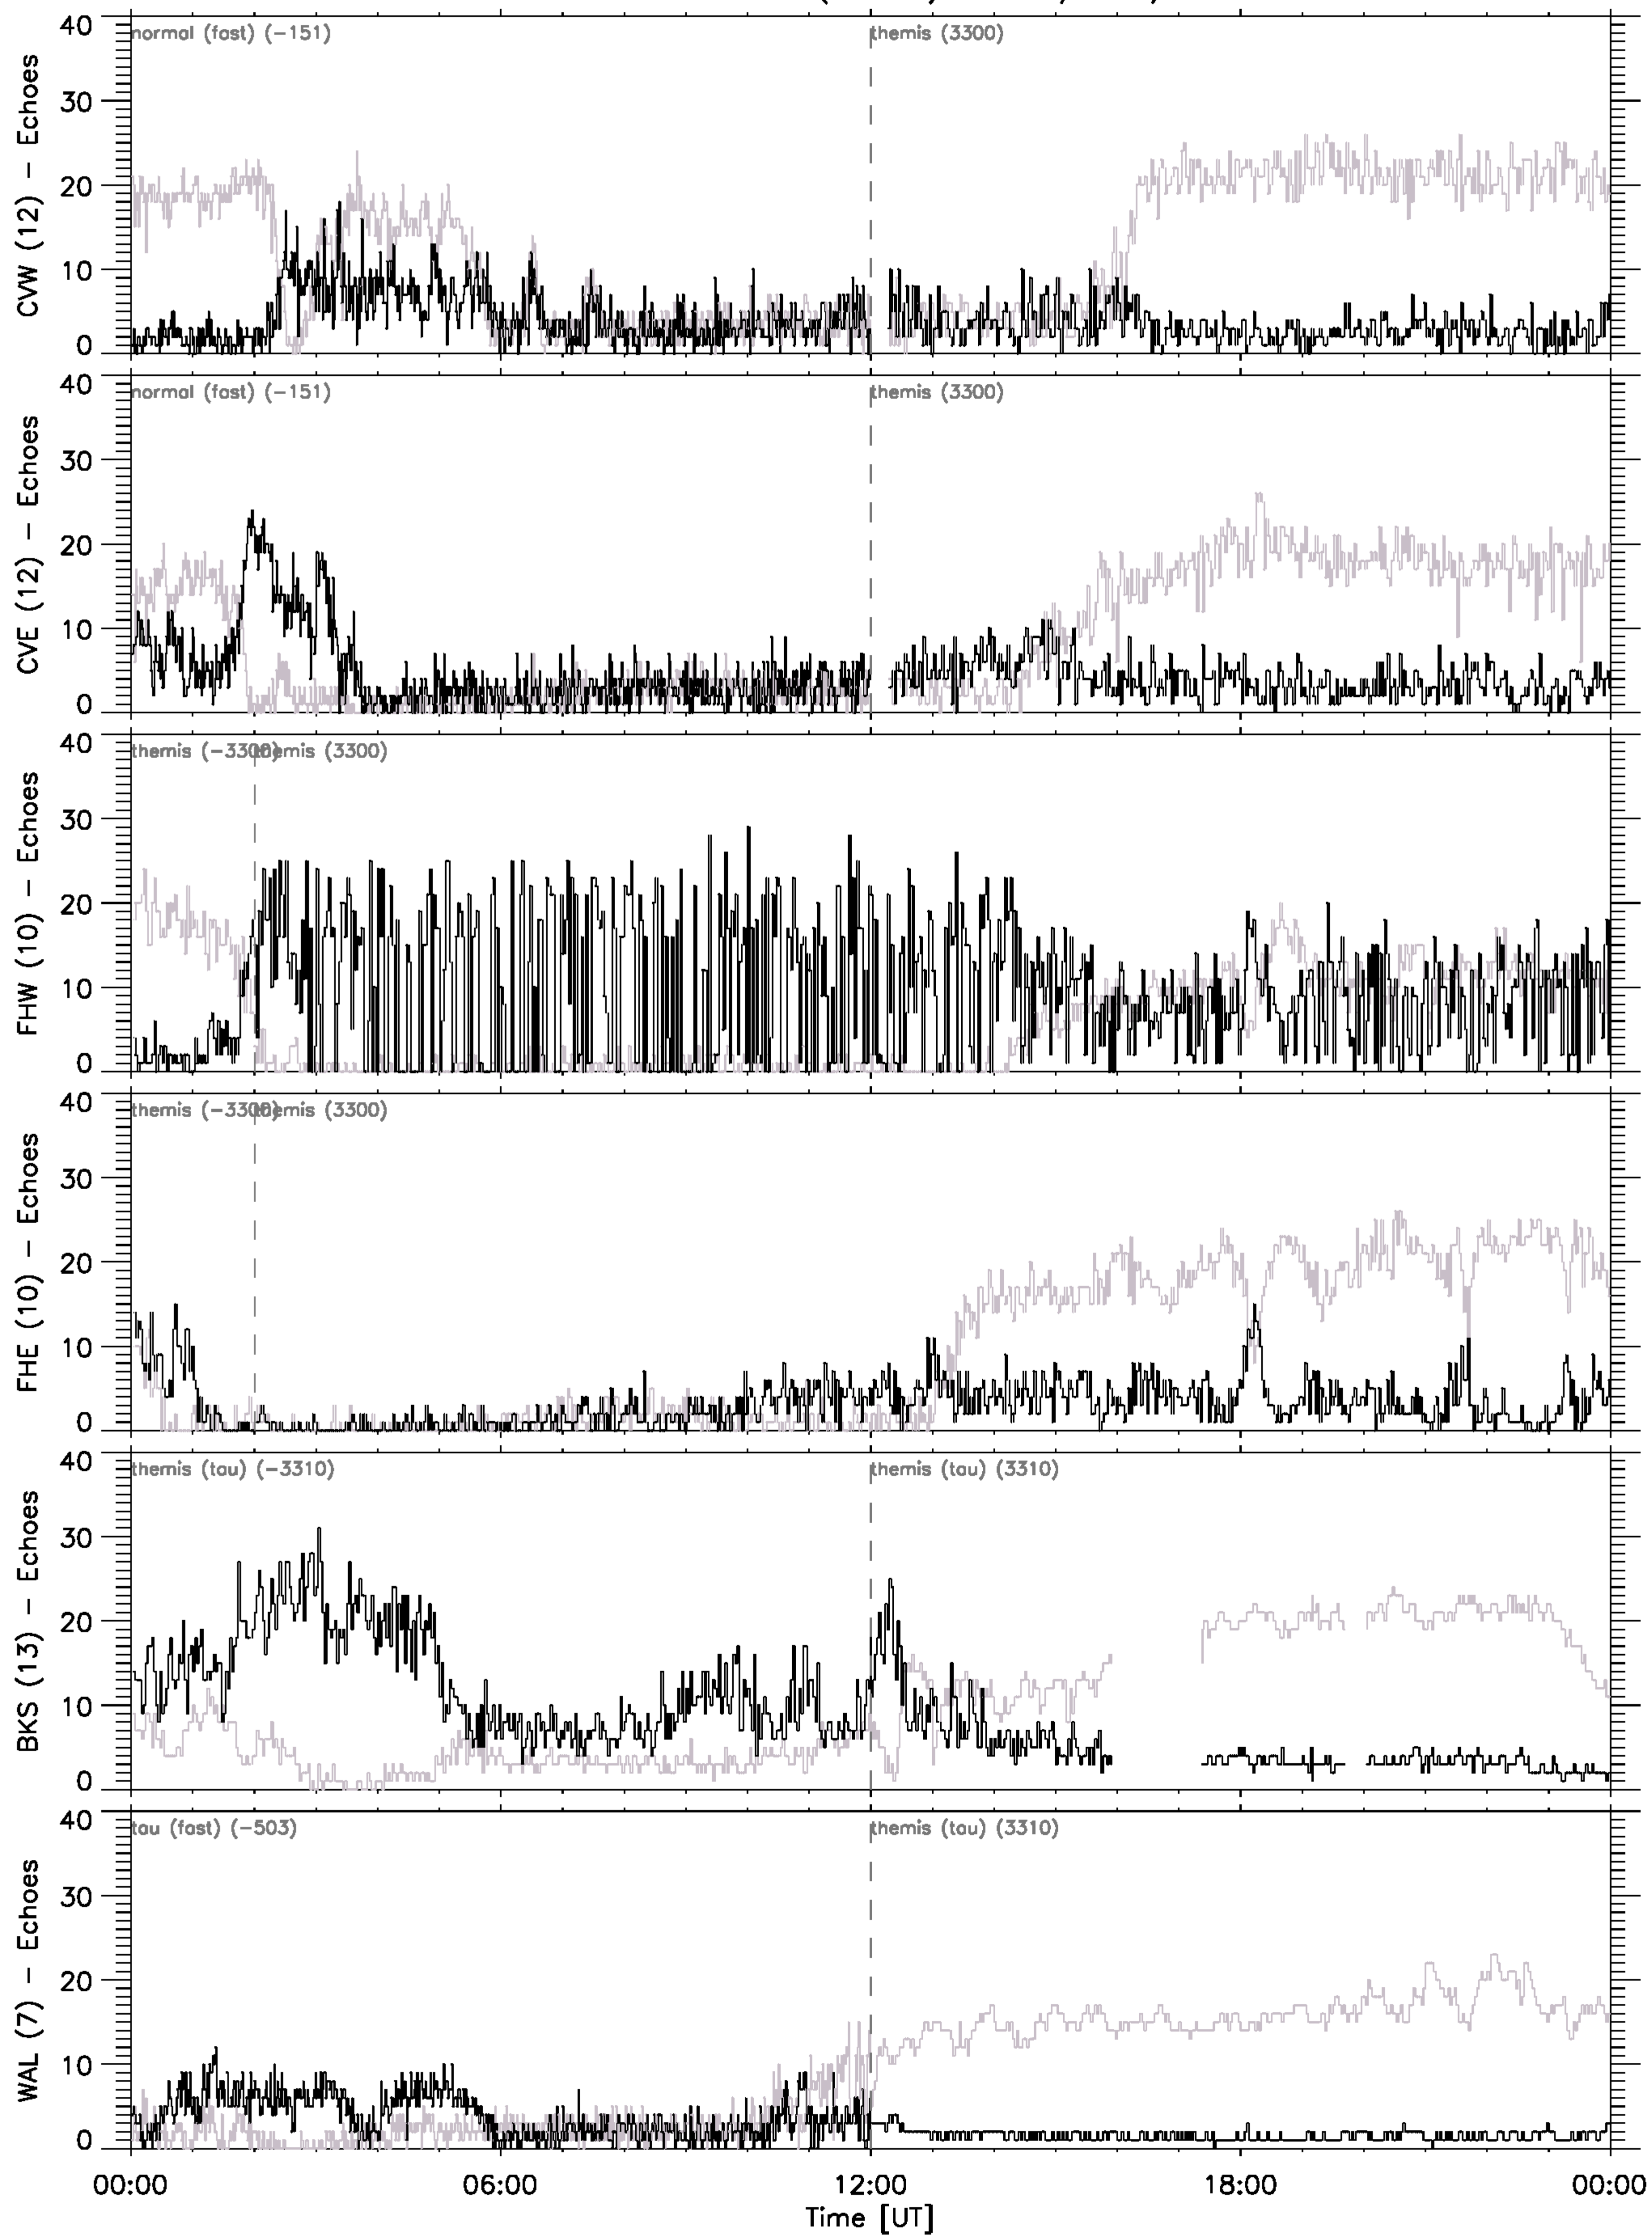 40
30
20
10
0
CVW (12) – Echoes
normal (fast) (-151)
themis (3300)
40
30
20
10
0
CVE (12) – Echoes
normal (fast) (-151)
themis (3300)
40
30
20
10
0
FHW (10) – Echoes
themis (-3300)
themis (3300)
40
30
20
10
0
FHE (10) – Echoes
themis (-3300)
themis (3300)
40
30
20
10
0
BKS (13) – Echoes
themis (tau) (-3310)
themis (tau) (3310)
40
30
20
10
0
WAL (7) – Echoes
tau (fast) (-503)
themis (tau) (3310)
00:00 06:00 12:00 18:00 00:00
Time [UT]